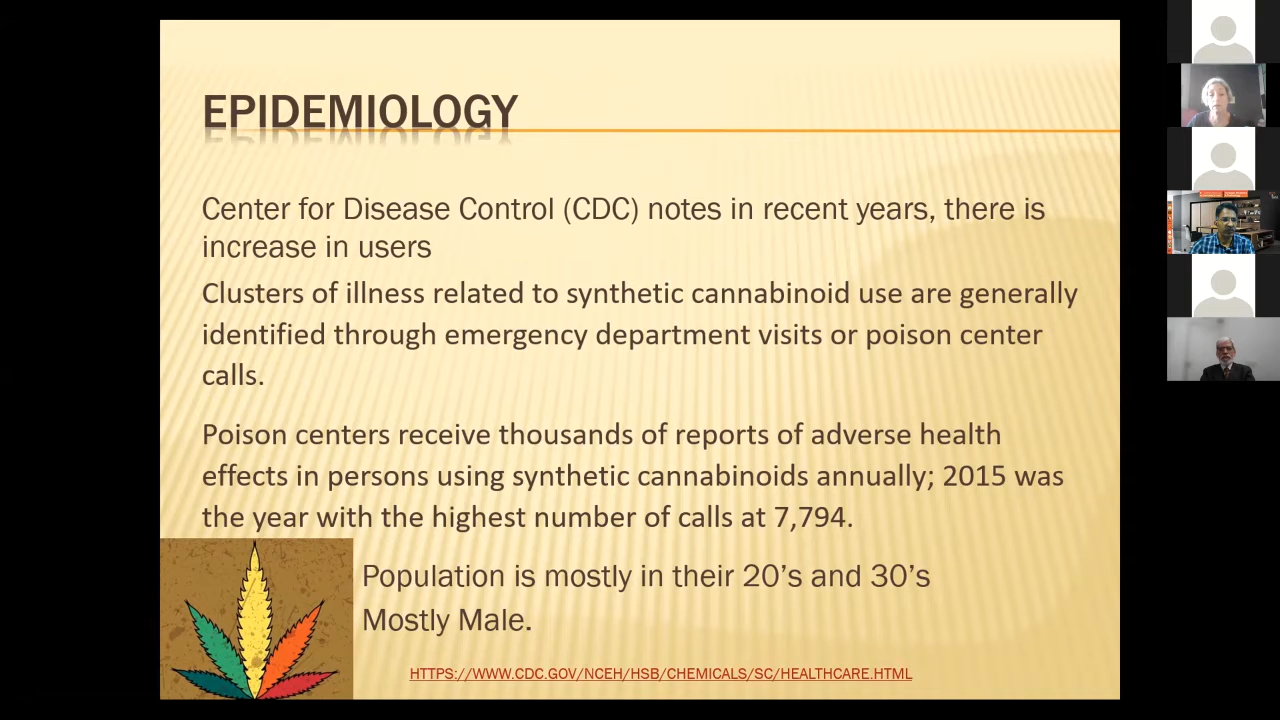 EPIDEMIOLOGY
Center for Disease Control (CDC) notes in recent years, there is
increase in users
Clusters of illness related to synthetic cannabinoid use are generally
identified through emergency department visits or poison center
calls.
Poison centers receive thousands of reports of adverse health
effects in persons using synthetic cannabinoids annually; 2015 was
the year with the highest number of calls at 7,794.
Population is mostly in their 20’s and 30’s
Mostly Male.
HTTPS://WWW.CDC.GOV/NCEH/HSB/CHEMICALS/SC/HEALTHCARE.HTML